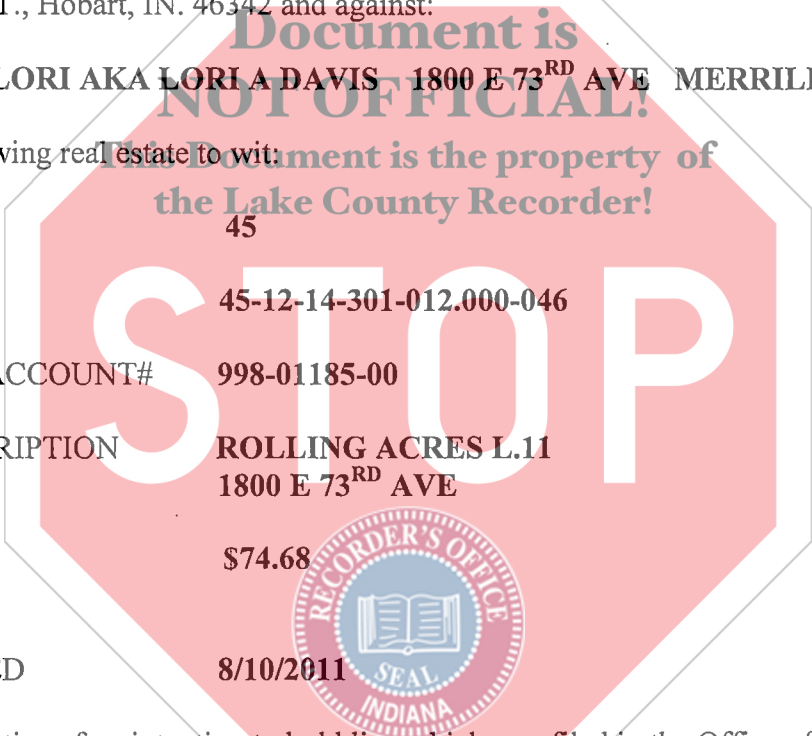 T., Hobart, IN. 46342 and against:
Document is
LORI AKA LORI A DAVIS 1800 E 73RD AVE MERRILL
NOT OFFICIAL!
wing real estate to wit:
This Document is the property of
the Lake County Recorder!
45
STOP
45-12-14-301-012.000-046
ACCOUNT# 998-01185-00
RIPTION ROLLING ACRES L.11
1800 E 73RD AVE
$74.68
RECORDER'S OFFICE
SEAL
INDIANA
ED 8/10/2011